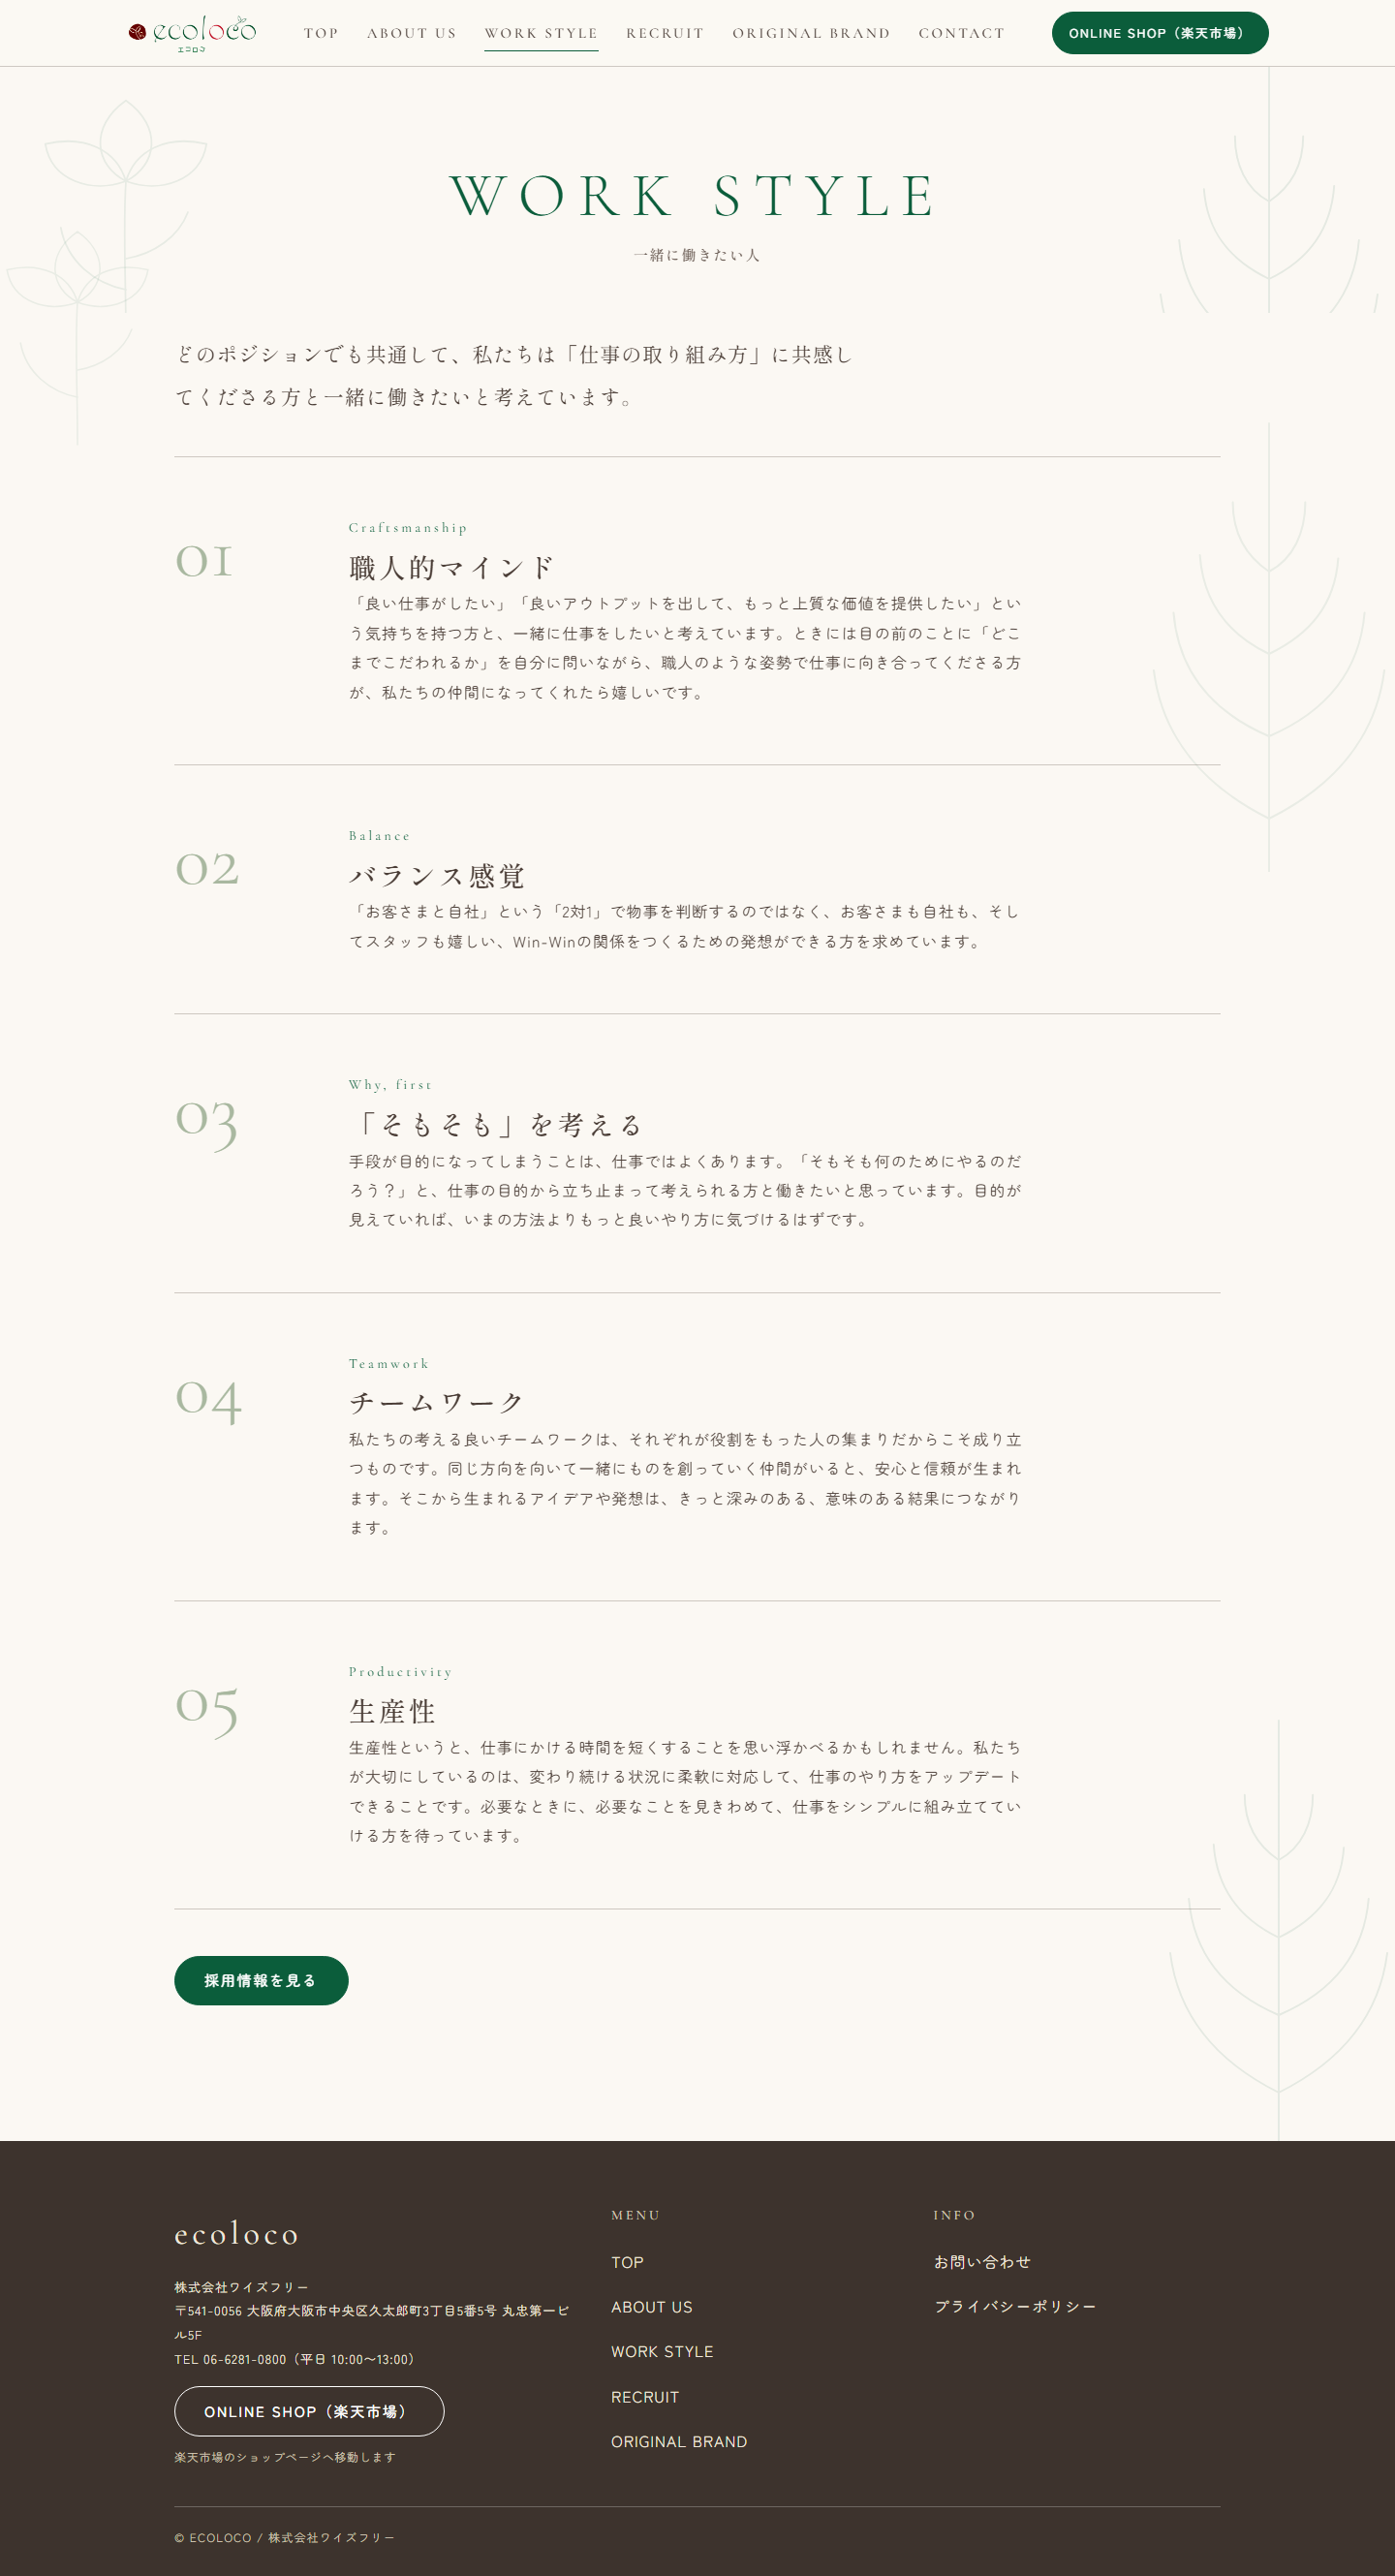 ecoloco
エコロコ
TOP ABOUT US WORK STYLE RECRUIT ORIGINAL BRAND CONTACT ONLINE SHOP（楽天市場）
WORK STYLE
一緒に働きたい人
どのポジションでも共通して、私たちは「仕事の取り組み方」に共感し
てくださる方と一緒に働きたいと考えています。
01
Craftsmanship
職人的マインド
「良い仕事がしたい」「良いアウトプットを出して、もっと上質な価値を提供したい」とい
う気持ちを持つ方と、一緒に仕事をしたいと考えています。ときには目の前のことに「どこ
までこだわれるか」を自分に問いながら、職人のような姿勢で仕事に向き合ってくださる方
が、私たちの仲間になってくれたら嬉しいです。
02
Balance
バランス感覚
「お客さまと自社」という「2対1」で物事を判断するのではなく、お客さまも自社も、そし
てスタッフも嬉しい、Win-Winの関係をつくるための発想ができる方を求めています。
03
Why, first
「そもそも」を考える
手段が目的になってしまうことは、仕事ではよくあります。「そもそも何のためにやるのだ
ろう？」と、仕事の目的から立ち止まって考えられる方と働きたいと思っています。目的が
見えていれば、いまの方法よりもっと良いやり方に気づけるはずです。
04
Teamwork
チームワーク
私たちの考える良いチームワークは、それぞれが役割をもった人の集まりだからこそ成り立
つものです。同じ方向を向いて一緒にものを創っていく仲間がいると、安心と信頼が生まれ
ます。そこから生まれるアイデアや発想は、きっと深みのある、意味のある結果につながり
ます。
05
Productivity
生産性
生産性というと、仕事にかける時間を短くすることを思い浮かべるかもしれません。私たち
が大切にしているのは、変わり続ける状況に柔軟に対応して、仕事のやり方をアップデート
できることです。必要なときに、必要なことを見きわめて、仕事をシンプルに組み立ててい
ける方を待っています。
採用情報を見る
ecoloco
株式会社ワイズフリー
〒541-0056 大阪府大阪市中央区久太郎町3丁目5番5号 丸忠第一ビ
ル5F
TEL 06-6281-0800（平日 10:00〜13:00）
ONLINE SHOP（楽天市場）
楽天市場のショップページへ移動します
MENU
TOP
ABOUT US
WORK STYLE
RECRUIT
ORIGINAL BRAND
INFO
お問い合わせ
プライバシーポリシー
© ECOLOCO / 株式会社ワイズフリー